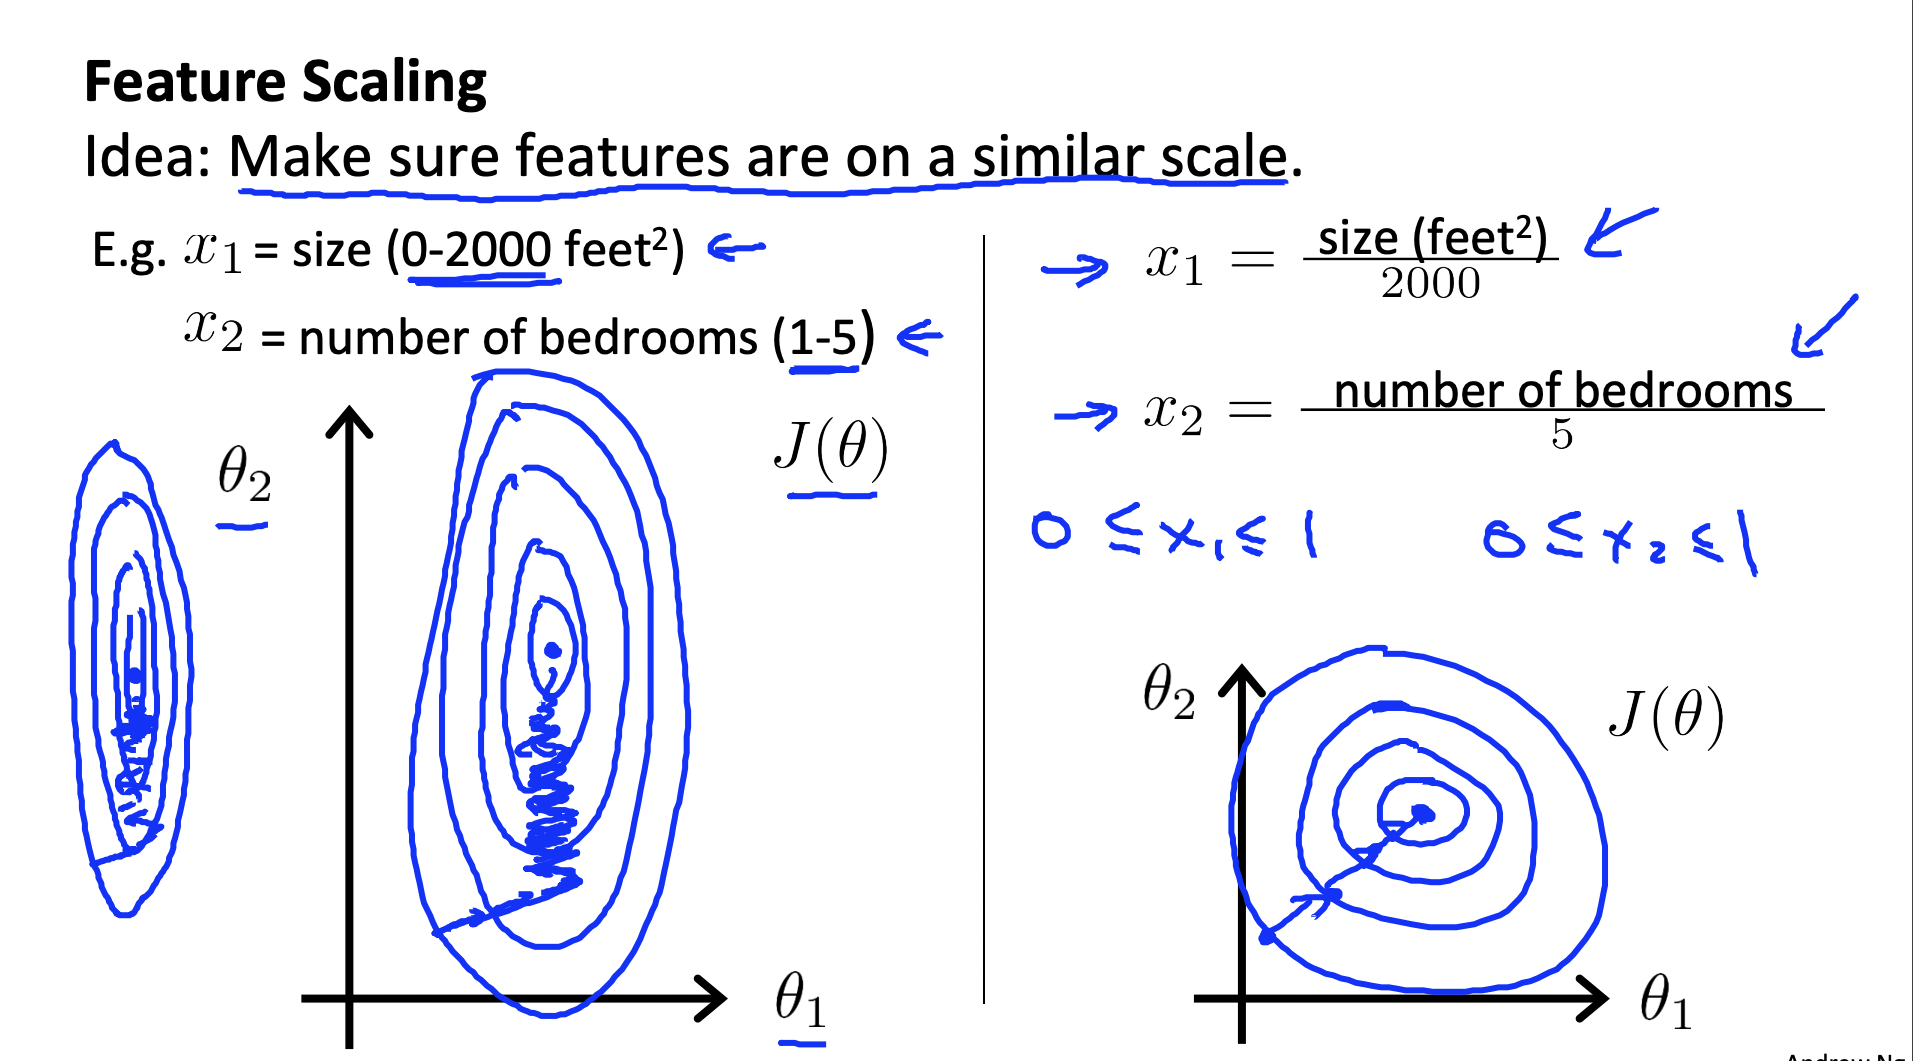 Feature Scaling
Idea: Make sure features are on a similar scale.
E.g. x₁ = size (0-2000 feet²)
x₂ = number of bedrooms (1-5)
θ₂
J(θ)
θ₁
x₁ = size (feet²) / 2000
x₂ = number of bedrooms / 5
0 ≤ x₁ ≤ 1 0 ≤ x₂ ≤ 1
θ₂
J(θ)
θ₁
Andrew Ng